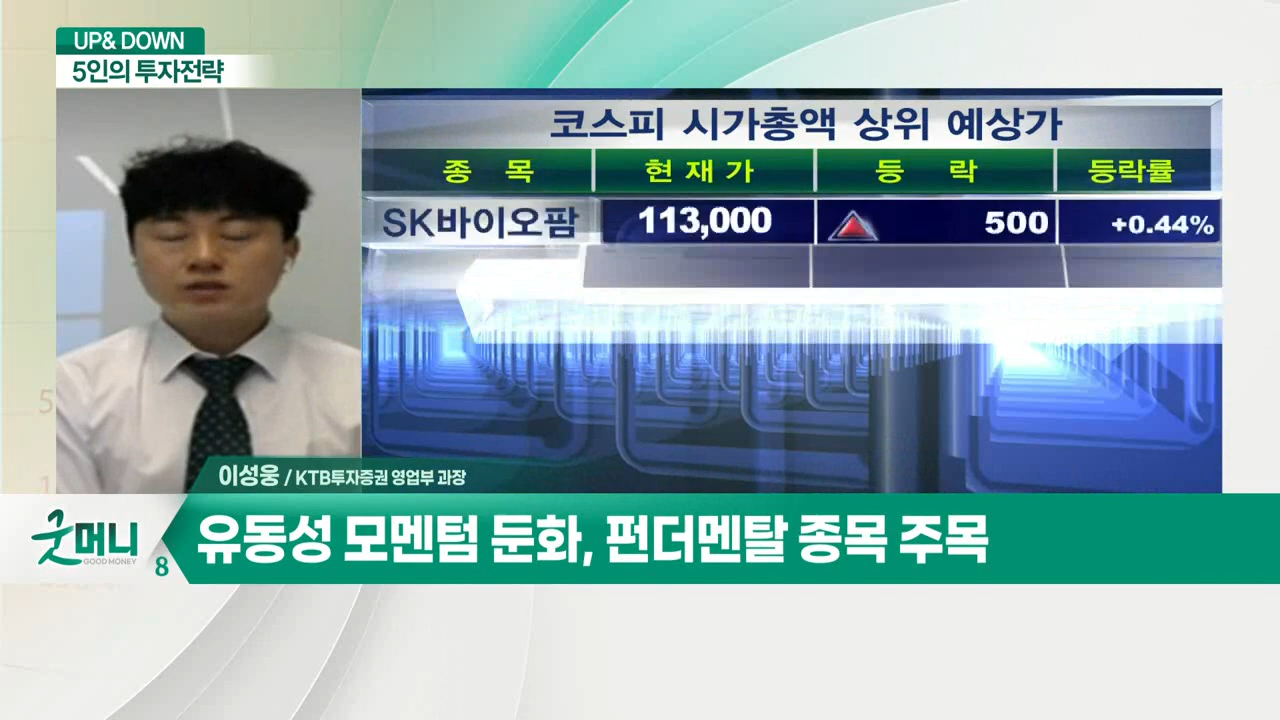 UP& DOWN
5인의 투자전략
코스피 시가총액 상위 예상가
종 목 현 재 가 등 락 등락률
SK바이오팜 113,000 500 +0.44%
5
1
이성웅 / KTB투자증권 영업부 과장
굿머니
GOOD MONEY
8
유동성 모멘텀 둔화, 펀더멘탈 종목 주목